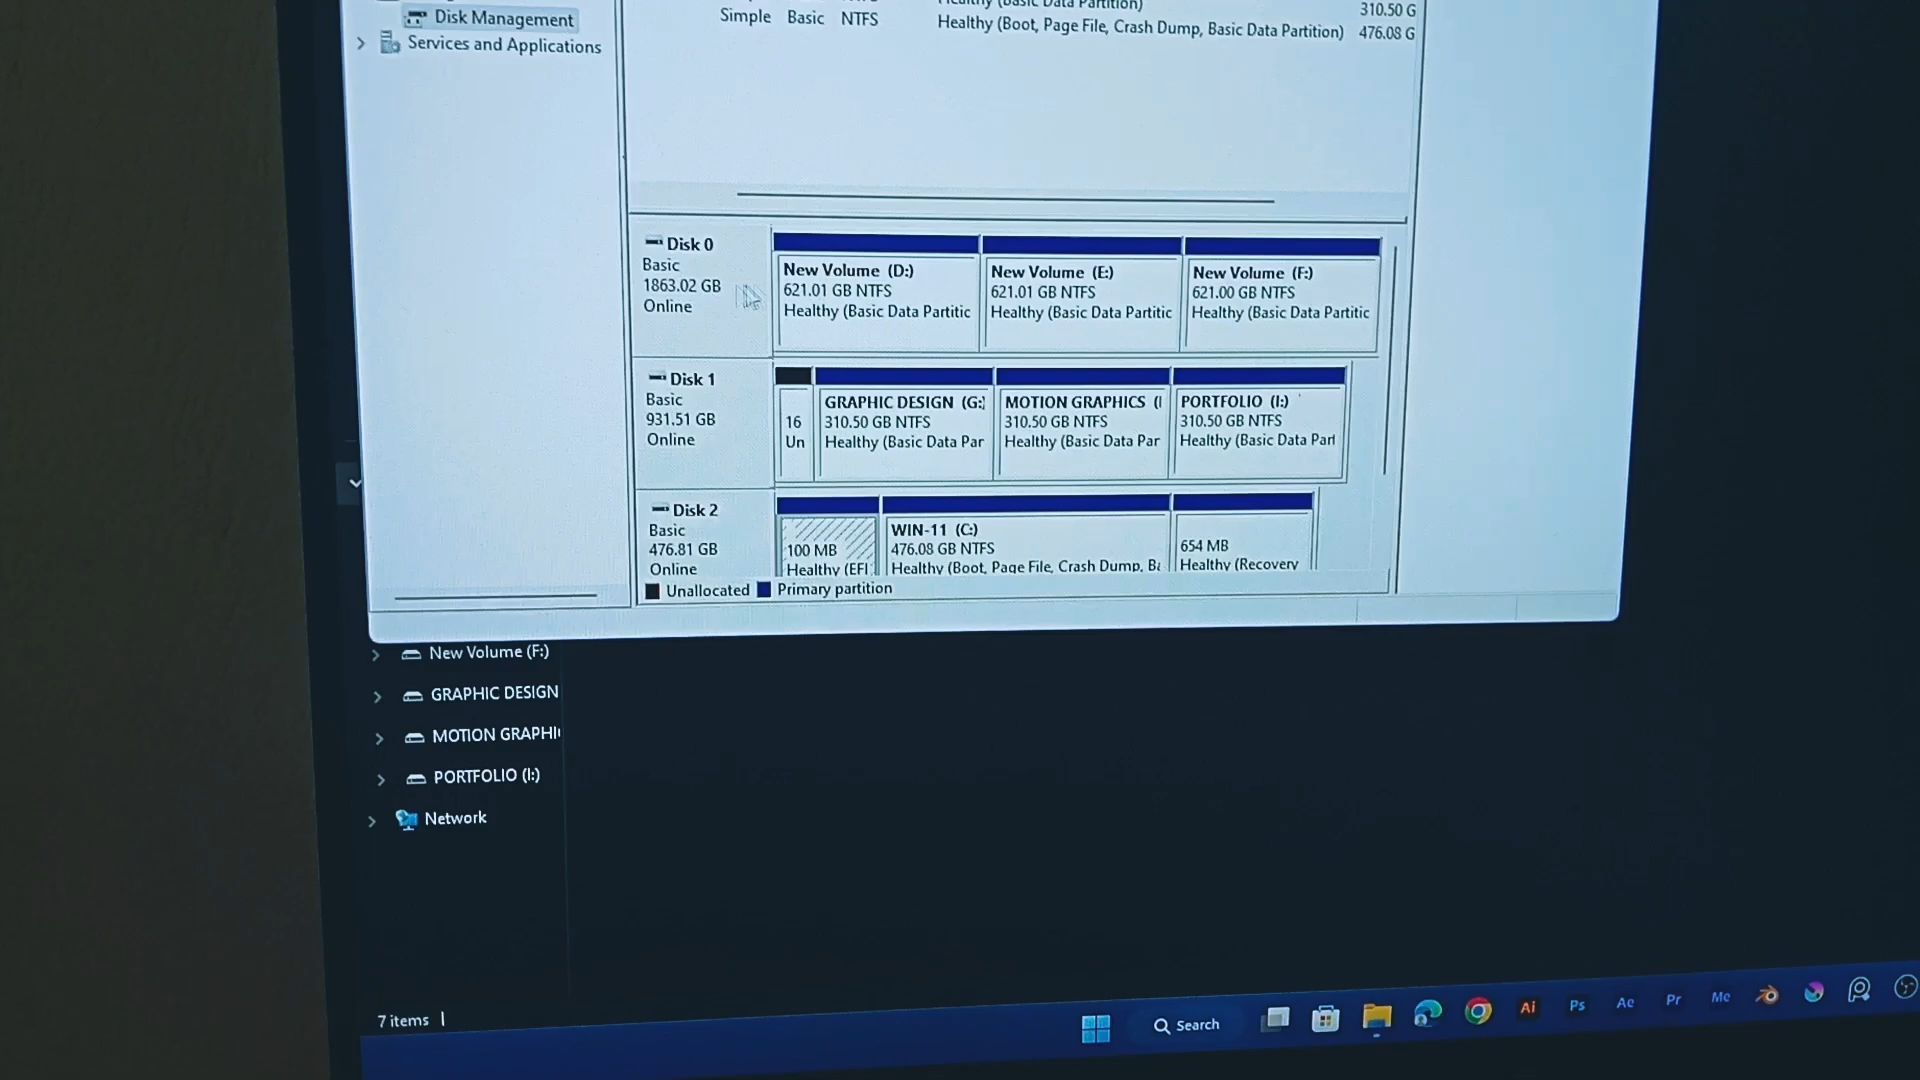 Disk Management
Services and Applications
Healthy (Basic Data Partition)
310.50 G
Simple Basic NTFS
Healthy (Boot, Page File, Crash Dump, Basic Data Partition)
476.08 G
Disk 0
Basic
1863.02 GB
Online
New Volume (D:)
621.01 GB NTFS
Healthy (Basic Data Partitic
New Volume (E:)
621.01 GB NTFS
Healthy (Basic Data Partitic
New Volume (F:)
621.00 GB NTFS
Healthy (Basic Data Partitic
Disk 1
Basic
931.51 GB
Online
16
Un
GRAPHIC DESIGN (G:)
310.50 GB NTFS
Healthy (Basic Data Par
MOTION GRAPHICS (
310.50 GB NTFS
Healthy (Basic Data Par
PORTFOLIO (I:)
310.50 GB NTFS
Healthy (Basic Data Part
Disk 2
Basic
476.81 GB
Online
100 MB
Healthy (EFI
WIN-11 (C:)
476.08 GB NTFS
Healthy (Boot, Page File, Crash Dump, Ba
654 MB
Healthy (Recovery
Unallocated
Primary partition
New Volume (F:)
GRAPHIC DESIGN
MOTION GRAPHI
PORTFOLIO (I:)
Network
7 items
Search
Ai
Ps
Ae
Pr
Me